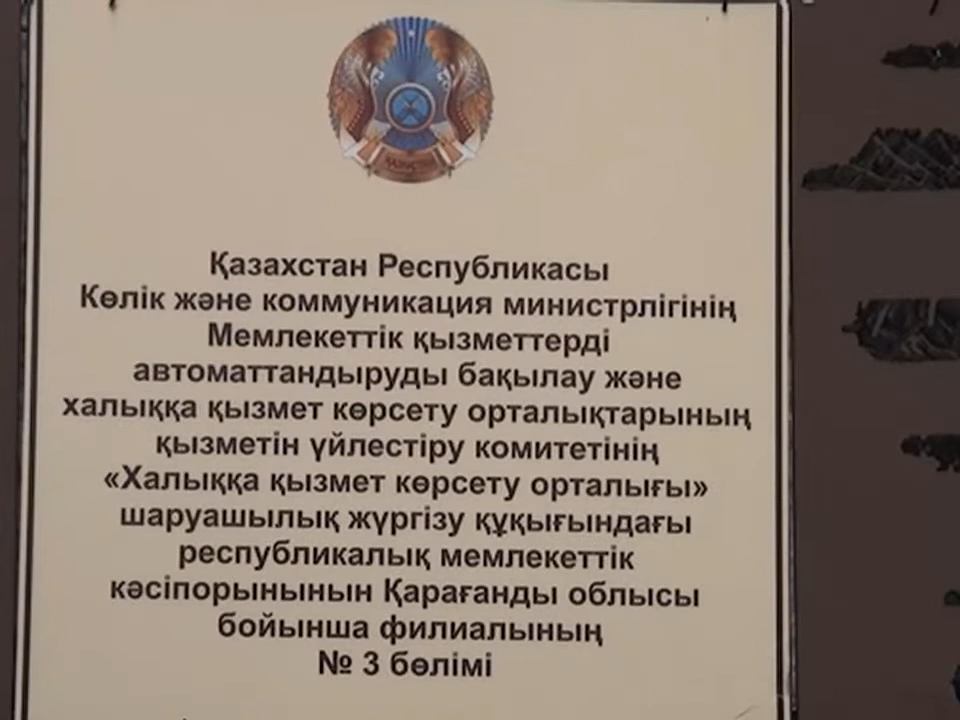 Қазахстан Республикасы
Көлік және коммуникация министрлігінің
Мемлекеттік қызметтерді
автоматтандыруды бақылау және
халыққа қызмет көрсету орталықтарының
қызметін үйлестіру комитетінің
«Халыққа қызмет көрсету орталығы»
шаруашылық жүргізу құқығындағы
республикалық мемлекеттік
кәсіпорынынын Қарағанды облысы
бойынша филиалының
№ 3 бөлімі